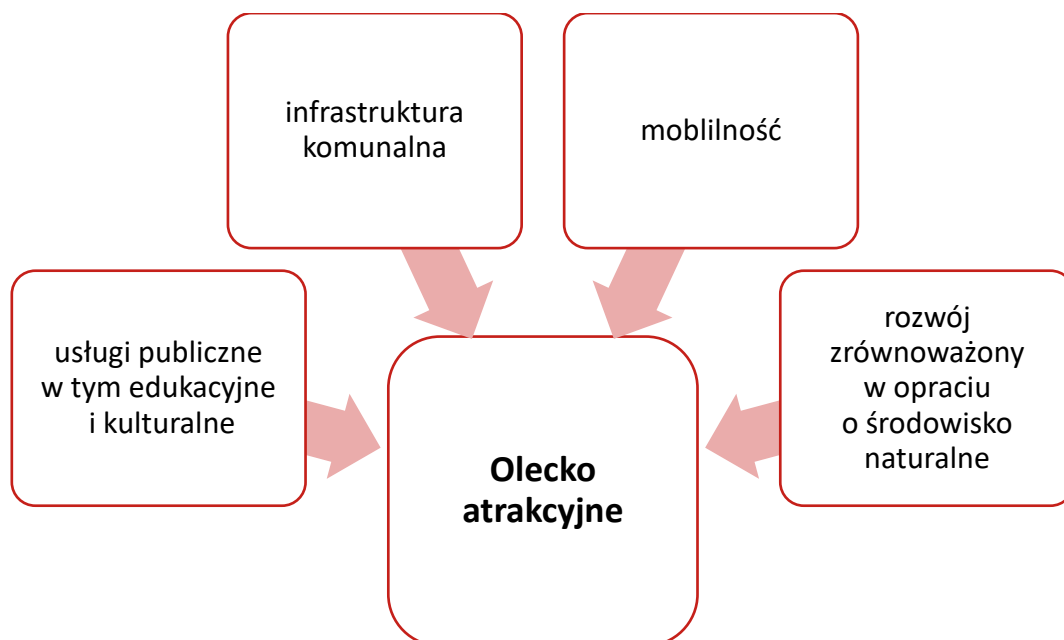 infrastruktura
komunalna
moblilność
usługi publiczne
w tym edukacyjne
i kulturalne
rozwój
zrównoważony
w opraciu
o środowisko
naturalne
Olecko
atrakcyjne